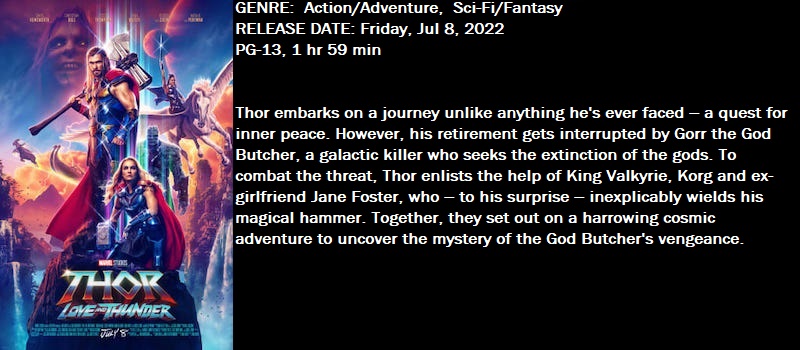 GENRE:  Action/Adventure,  Sci-Fi/Fantasy
RELEASE DATE: Friday, Jul 8, 2022
PG-13, 1 hr 59 min
Thor embarks on a journey unlike anything he's ever faced – a quest for
inner peace. However, his retirement gets interrupted by Gorr the God
Butcher, a galactic killer who seeks the extinction of the gods. To
combat the threat, Thor enlists the help of King Valkyrie, Korg and ex-
girlfriend Jane Foster, who – to his surprise – inexplicably wields his
magical hammer. Together, they set out on a harrowing cosmic
adventure to uncover the mystery of the God Butcher's vengeance.
MARVEL STUDIOS
THOR
LOVE AND THUNDER
JULY 8